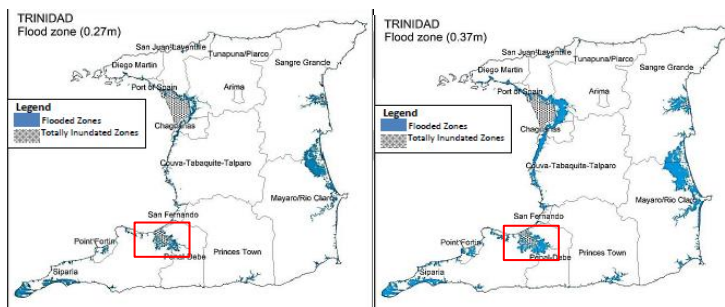 TRINIDAD
Flood zone (0.27m)
San Juan/Laventille
Tunapuna/Piarco
Sangre Grande
Diego Martin
Port of Spain
Arima
Legend
Flooded Zones
Totally Inundated Zones
Chaguanas
Couva-Tabaquite-Talparo
Mayaro/Rio Claro
San Fernando
Point Fortin
Penal-Debe
Princes Town
Siparia
TRINIDAD
Flood zone (0.37m)
San Juan/Laventille
Tunapuna/Piarco
Sangre Grande
Diego Martin
Port of Spain
Arima
Legend
Flooded Zones
Totally Inundated Zones
Chaguanas
Couva-Tabaquite-Talparo
Mayaro/Rio Claro
San Fernando
Point Fortin
Penal-Debe
Princes Town
Siparia